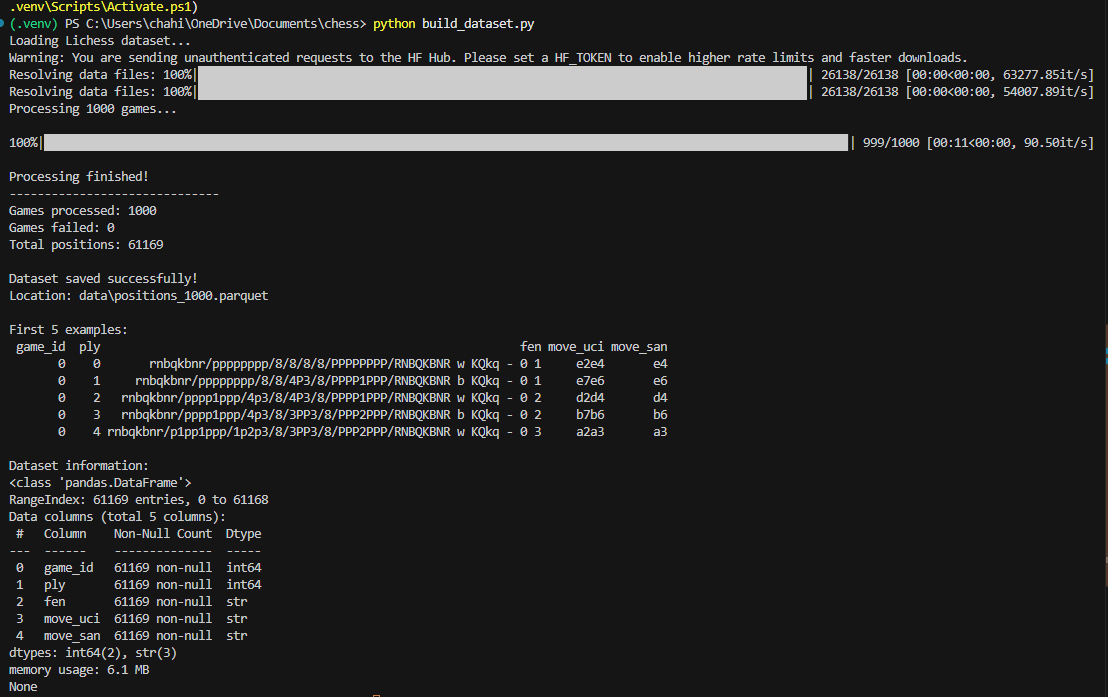 .venv\Scripts\Activate.ps1)
(.venv) PS C:\Users\chahi\OneDrive\Documents\chess> python build_dataset.py
Loading Lichess dataset...
Warning: You are sending unauthenticated requests to the HF Hub. Please set a HF_TOKEN to enable higher rate limits and faster downloads.
Resolving data files: 100%| | 26138/26138 [00:00<00:00, 63277.85it/s]
Resolving data files: 100%| | 26138/26138 [00:00<00:00, 54007.89it/s]
Processing 1000 games...
100%| | 999/1000 [00:11<00:00, 90.50it/s]
Processing finished!
------------------------------
Games processed: 1000
Games failed: 0
Total positions: 61169
Dataset saved successfully!
Location: data\positions_1000.parquet
First 5 examples:
game_id ply fen move_uci move_san
0 0 rnbqkbnr/pppppppp/8/8/8/8/PPPPPPPP/RNBQKBNR w KQkq - 0 1 e2e4 e4
0 1 rnbqkbnr/pppppppp/8/8/4P3/8/PPPP1PPP/RNBQKBNR b KQkq - 0 1 e7e6 e6
0 2 rnbqkbnr/pppp1ppp/4p3/8/4P3/8/PPPP1PPP/RNBQKBNR w KQkq - 0 2 d2d4 d4
0 3 rnbqkbnr/pppp1ppp/4p3/8/3PP3/8/PPP2PPP/RNBQKBNR b KQkq - 0 2 b7b6 b6
0 4 rnbqkbnr/p1pp1ppp/1p2p3/8/3PP3/8/PPP2PPP/RNBQKBNR w KQkq - 0 3 a2a3 a3
Dataset information:
<class 'pandas.DataFrame'>
RangeIndex: 61169 entries, 0 to 61168
Data columns (total 5 columns):
# Column Non-Null Count Dtype
--- ------ -------------- -----
0 game_id 61169 non-null int64
1 ply 61169 non-null int64
2 fen 61169 non-null str
3 move_uci 61169 non-null str
4 move_san 61169 non-null str
dtypes: int64(2), str(3)
memory usage: 6.1 MB
None